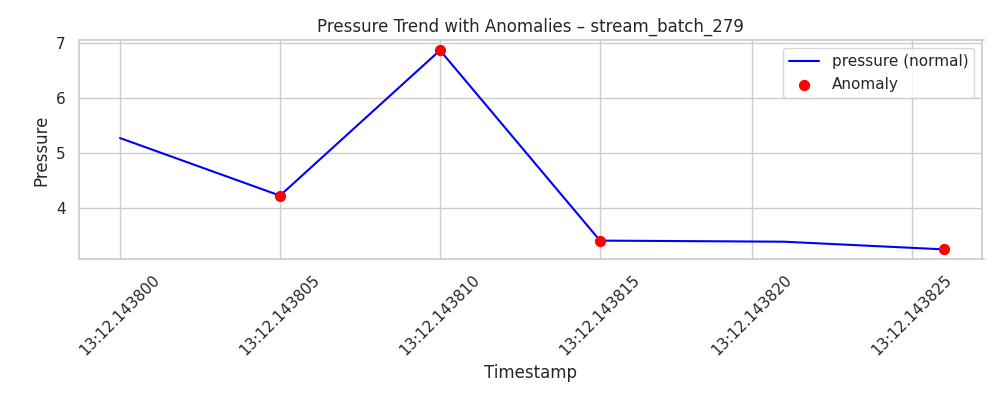 Pressure Trend with Anomalies – stream_batch_279
pressure (normal)
Anomaly
Pressure
7
6
5
4
13:12.143800
13:12.143805
13:12.143810
13:12.143815
13:12.143820
13:12.143825
Timestamp